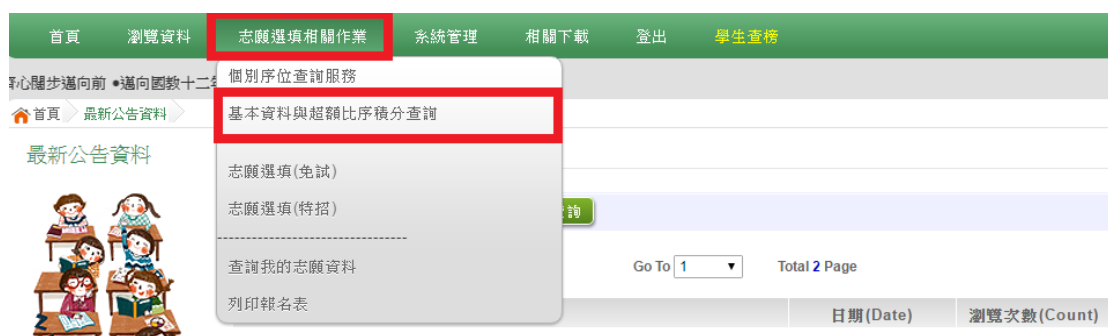 首頁 瀏覽資料 志願選填相關作業 系統管理 相關下載 登出 學生查榜
心闊步邁向前 •邁向國教十二年
個別序位查詢服務
首頁 最新公告資料
基本資料與超額比序積分查詢
最新公告資料
志願選填(免試)
志願選填(特招)
詢
--------------------------------
查詢我的志願資料
Go To 1 Total 2 Page
列印報名表
日期(Date) 瀏覽次數(Count)